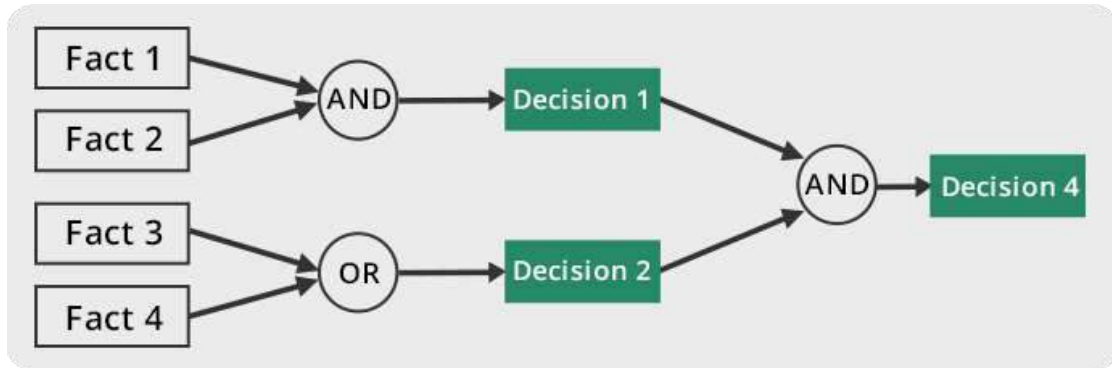 Fact 1
Fact 2
AND
Decision 1
Fact 3
Fact 4
OR
Decision 2
AND
Decision 4